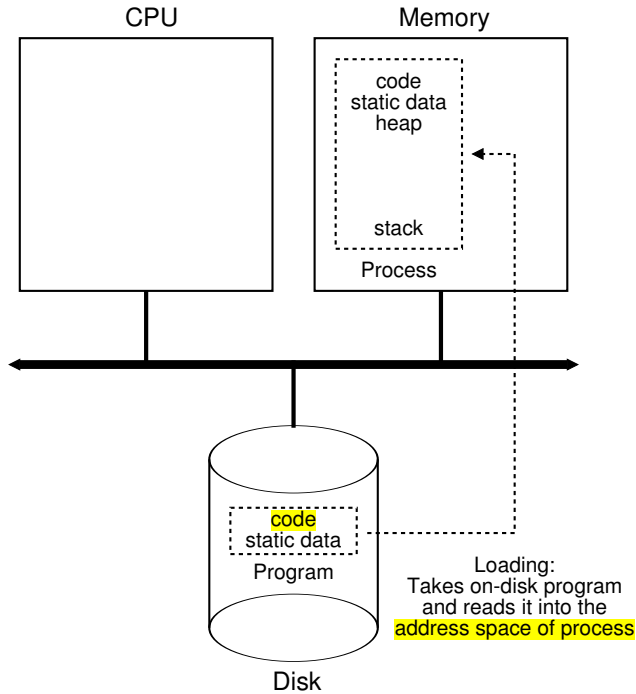 CPU
Memory
code
static data
heap
stack
Process
code
static data
Program
Loading:
Takes on-disk program
and reads it into the
address space of process
Disk